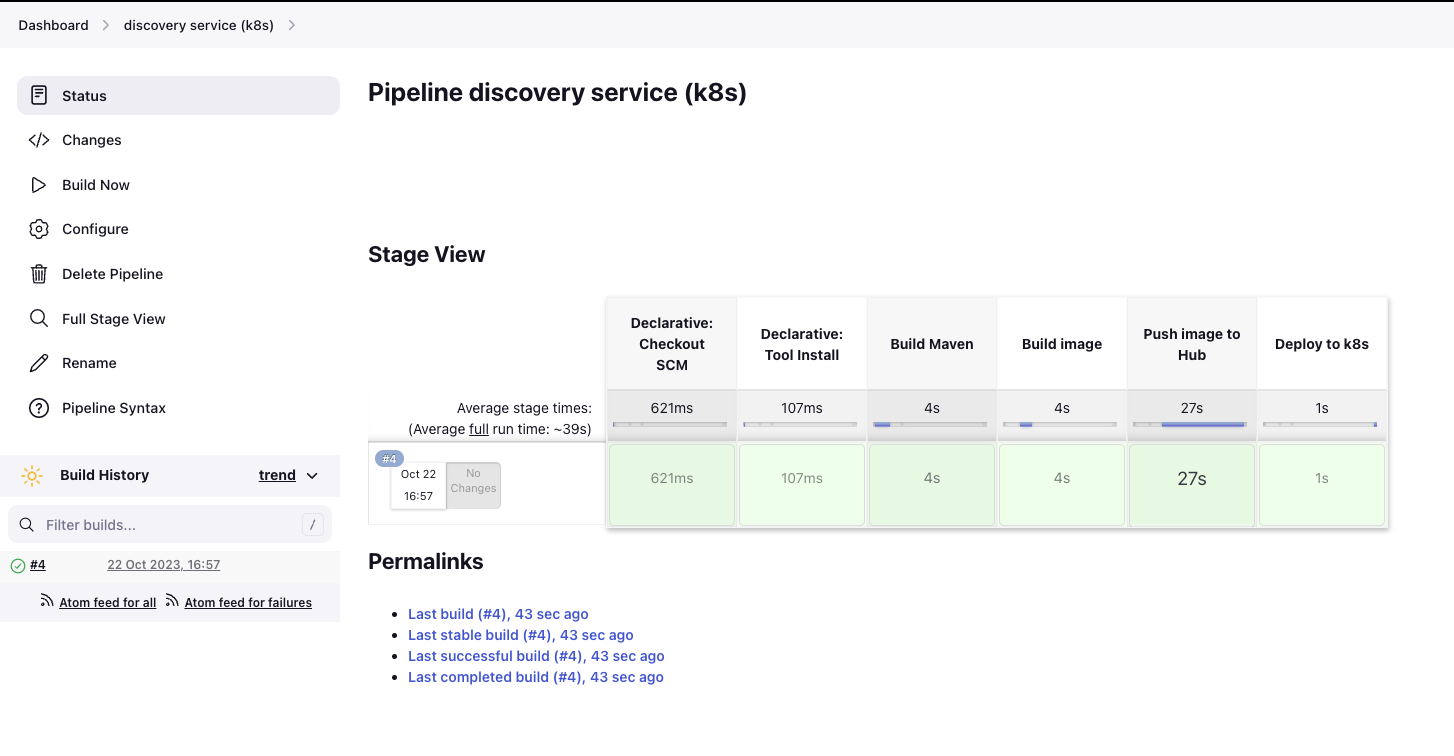 Dashboard
discovery service (k8s)
Status
Changes
Build Now
Configure
Delete Pipeline
Full Stage View
Rename
Pipeline Syntax
Build History
trend
Filter builds...
/
#4
22 Oct 2023, 16:57
Atom feed for all
Atom feed for failures
Pipeline discovery service (k8s)
Stage View
Declarative:
Checkout
SCM
Declarative:
Tool Install
Build Maven
Build image
Push image to
Hub
Deploy to k8s
Average stage times:
(Average full run time: ~39s)
621ms
107ms
4s
4s
27s
1s
#4
Oct 22
16:57
No
Changes
621ms
107ms
4s
4s
27s
1s
Permalinks
Last build (#4), 43 sec ago
Last stable build (#4), 43 sec ago
Last successful build (#4), 43 sec ago
Last completed build (#4), 43 sec ago